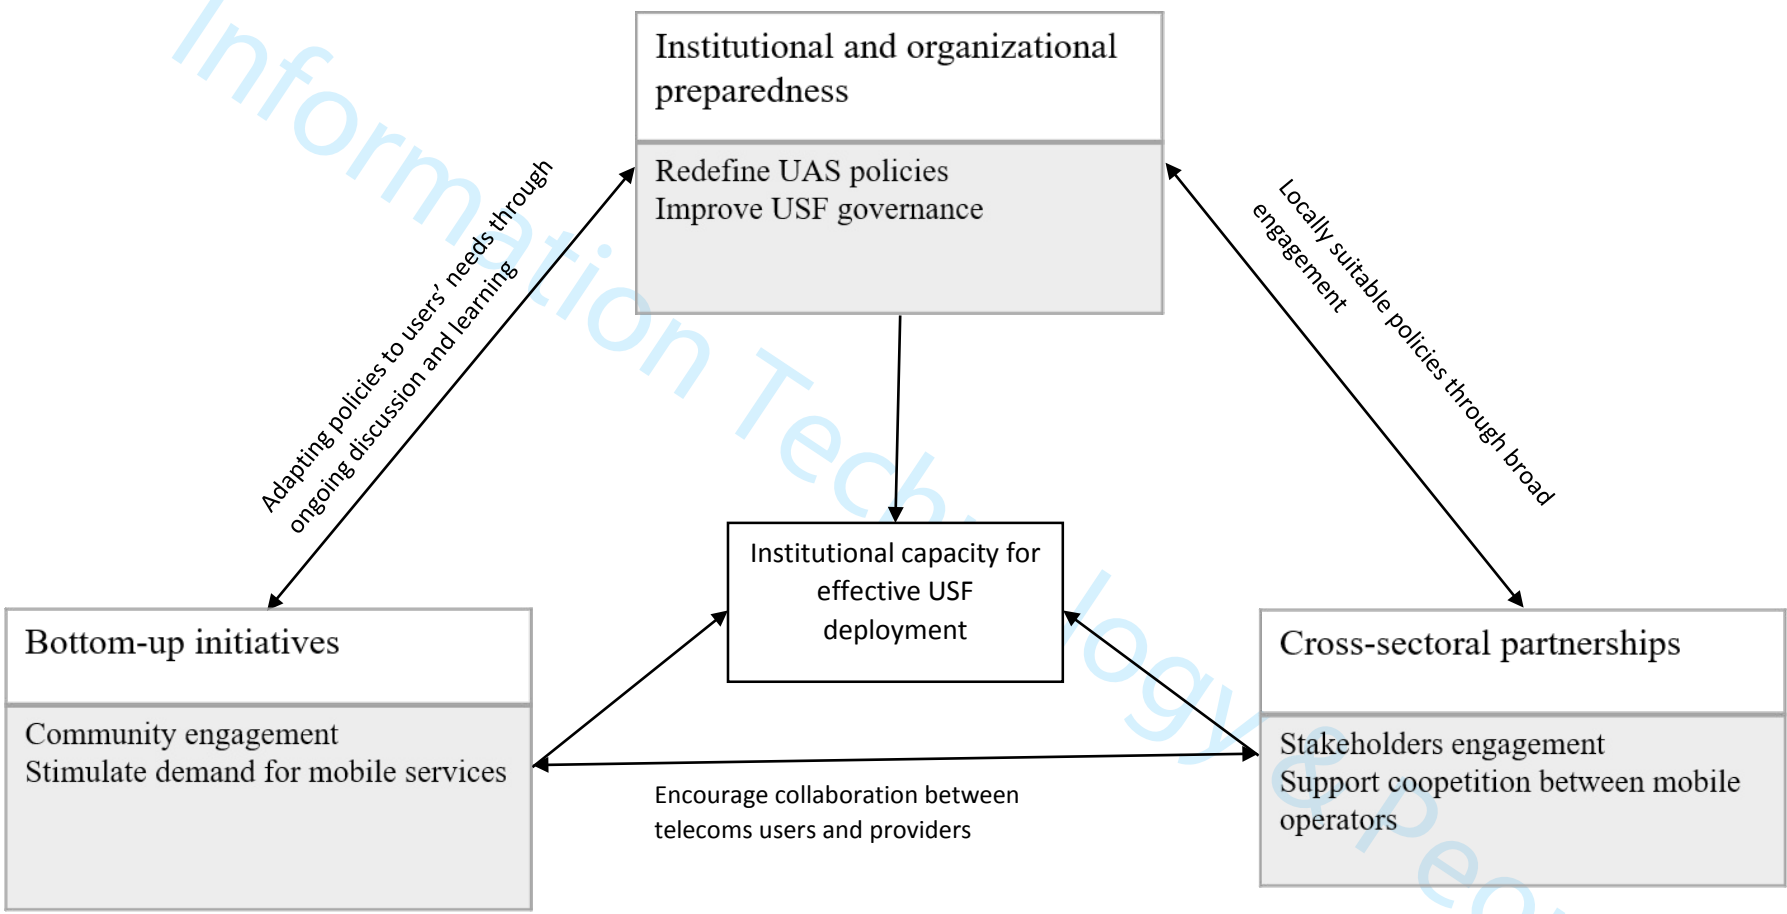 Institutional and organizational
preparedness
Redefine UAS policies
Improve USF governance
Adapting policies to users’ needs through
ongoing discussion and learning
Locally suitable policies through broad
engagement
Institutional capacity for
effective USF
deployment
Bottom-up initiatives
Community engagement
Stimulate demand for mobile services
Cross-sectoral partnerships
Stakeholders engagement
Support coopetition between mobile
operators
Encourage collaboration between
telecoms users and providers
Information Technology & Peop